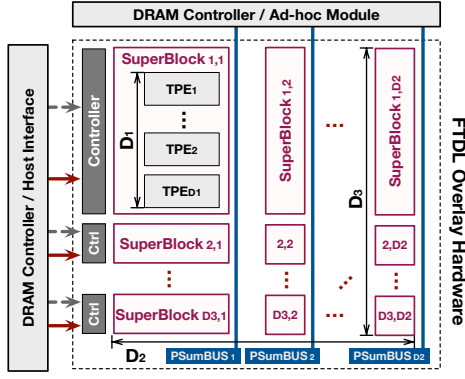 DRAM Controller / Ad-hoc Module
DRAM Controller / Host Interface
FTDL Overlay Hardware
Controller
SuperBlock 1,1
TPE1
TPE2
TPED1
D1
SuperBlock 1,2
...
SuperBlock 1,D2
D3
Ctrl
SuperBlock 2,1
2,2
2,D2
Ctrl
SuperBlock D3,1
D3,2
...
D3,D2
D2
PSumBUS 1
PSumBUS 2
PSumBUS D2